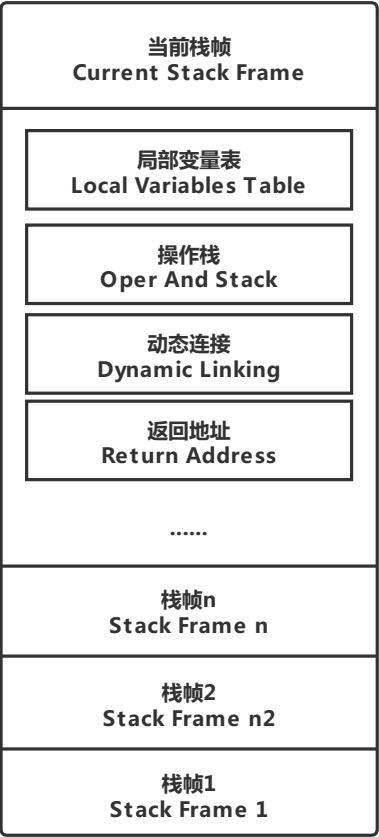 当前栈帧
Current Stack Frame
局部变量表
Local Variables Table
操作栈
Oper And Stack
动态连接
Dynamic Linking
返回地址
Return Address
......
栈帧n
Stack Frame n
栈帧2
Stack Frame n2
栈帧1
Stack Frame 1